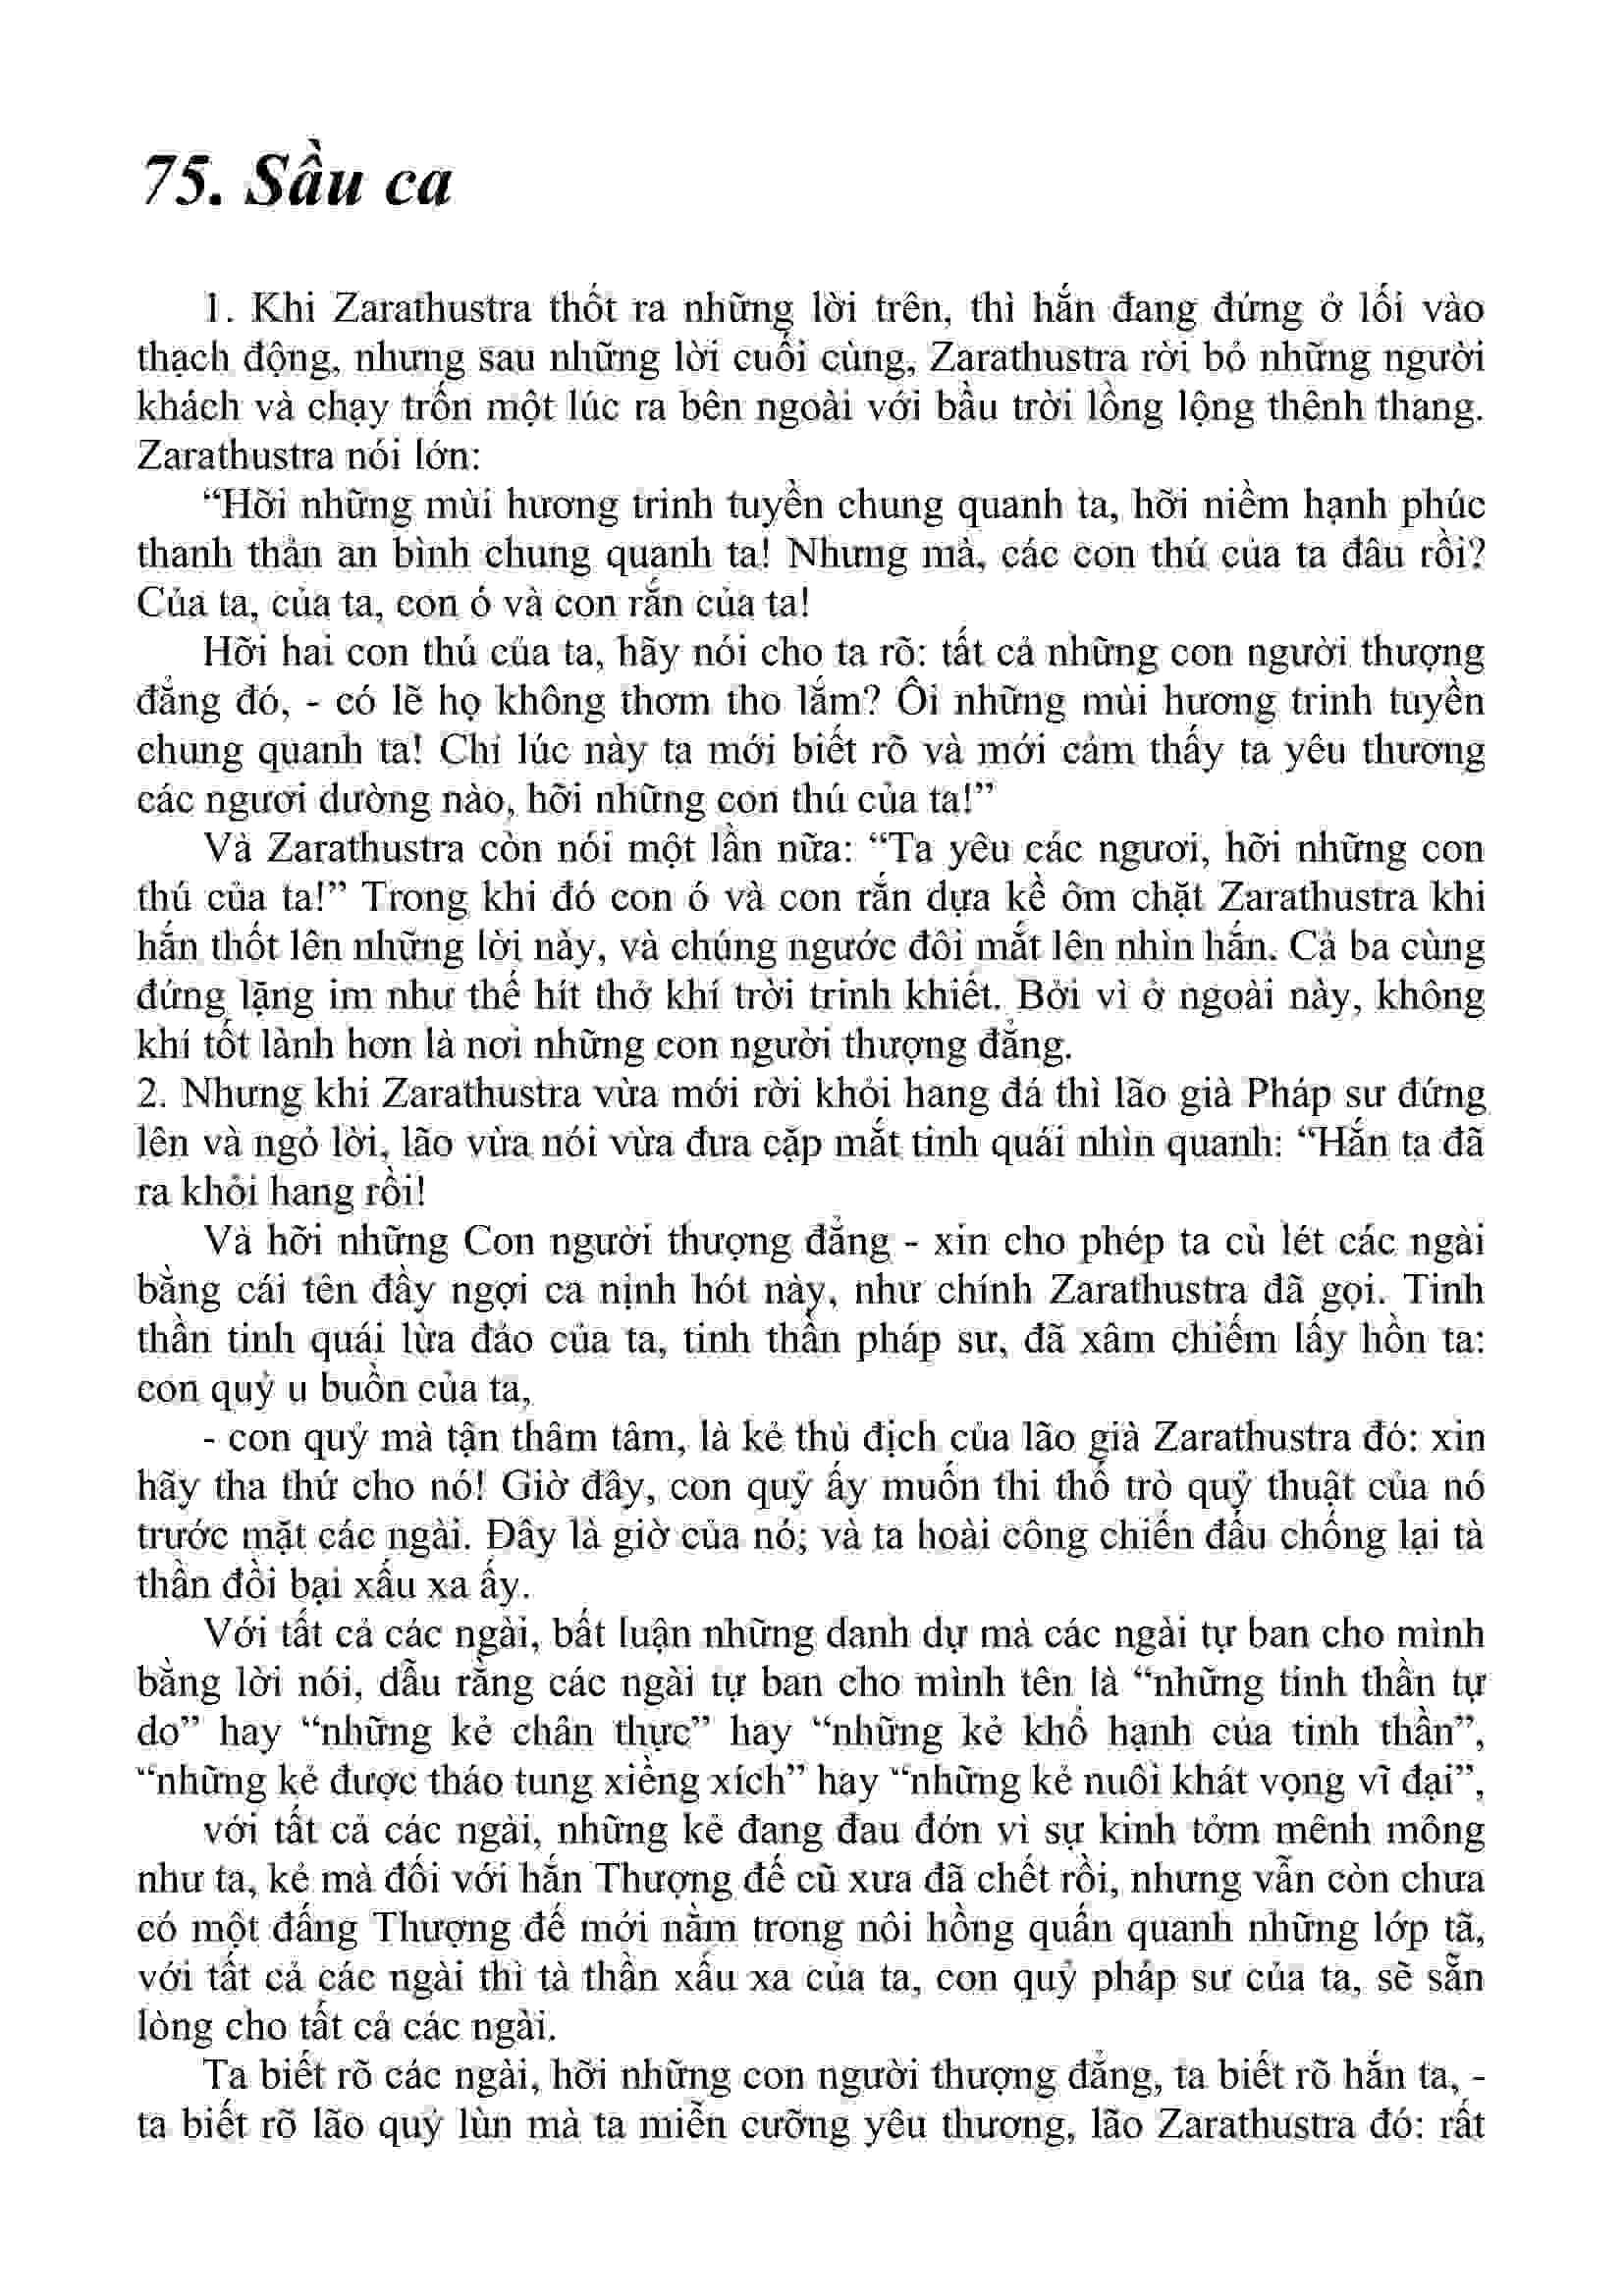 75. Sầu ca
1. Khi Zarathustra thốt ra những lời trên, thì hắn đang đứng ở lối vào
thạch động, nhưng sau những lời cuối cùng, Zarathustra rời bỏ những người
khách và chạy trốn một lúc ra bên ngoài với bầu trời lồng lộng thênh thang.
Zarathustra nói lớn:
“Hỡi những mùi hương trinh tuyền chung quanh ta, hỡi niềm hạnh phúc
thanh thản an bình chung quanh ta! Nhưng mà, các con thú của ta đâu rồi?
Của ta, của ta, con ó và con rắn của ta!
Hỡi hai con thú của ta, hãy nói cho ta rõ: tất cả những con người thượng
đẳng đó, - có lẽ họ không thơm tho lắm? Ôi những mùi hương trinh tuyền
chung quanh ta! Chỉ lúc này ta mới biết rõ và mới cảm thấy ta yêu thương
các ngươi dường nào, hỡi những con thú của ta!”
Và Zarathustra còn nói một lần nữa: “Ta yêu các ngươi, hỡi những con
thú của ta!” Trong khi đó con ó và con rắn dựa kề ôm chặt Zarathustra khi
hắn thốt lên những lời này, và chúng ngước đôi mắt lên nhìn hắn. Cả ba cùng
đứng lặng im như thế hít thở khí trời trinh khiết. Bởi vì ở ngoài này, không
khí tốt lành hơn là nơi những con người thượng đẳng.
2. Nhưng khi Zarathustra vừa mới rời khỏi hang đá thì lão già Pháp sư đứng
lên và ngỏ lời, lão vừa nói vừa đưa cặp mắt tinh quái nhìn quanh: “Hắn ta đã
ra khỏi hang rồi!
Và hỡi những Con người thượng đẳng - xin cho phép ta cù lét các ngài
bằng cái tên đầy ngợi ca nịnh hót này, như chính Zarathustra đã gọi. Tinh
thần tinh quái lừa đảo của ta, tinh thần pháp sư, đã xâm chiếm lấy hồn ta:
con quỷ u buồn của ta,
- con quỷ mà tận thâm tâm, là kẻ thù địch của lão già Zarathustra đó: xin
hãy tha thứ cho nó! Giờ đây, con quỷ ấy muốn thi thố trò quỷ thuật của nó
trước mặt các ngài. Đây là giờ của nó; và ta hoài công chiến đấu chống lại tà
thần đồi bại xấu xa ấy.
Với tất cả các ngài, bất luận những danh dự mà các ngài tự ban cho mình
bằng lời nói, dẫu rằng các ngài tự ban cho mình tên là “những tinh thần tự
do” hay “những kẻ chân thực” hay “những kẻ khổ hạnh của tinh thần”,
“những kẻ được tháo tung xiềng xích” hay “những kẻ nuôi khát vọng vĩ đại”,
với tất cả các ngài, những kẻ đang đau đớn vì sự kinh tởm mênh mông
như ta, kẻ mà đối với hắn Thượng đế cũ xưa đã chết rồi, nhưng vẫn còn chưa
có một đấng Thượng đế mới nằm trong nôi hồng quấn quanh những lớp tã,
với tất cả các ngài thì tà thần xấu xa của ta, con quỷ pháp sư của ta, sẽ sẵn
lòng cho tất cả các ngài.
Ta biết rõ các ngài, hỡi những con người thượng đẳng, ta biết rõ hắn ta, -
ta biết rõ lão quỷ lùn mà ta miễn cưỡng yêu thương, lão Zarathustra đó: rất